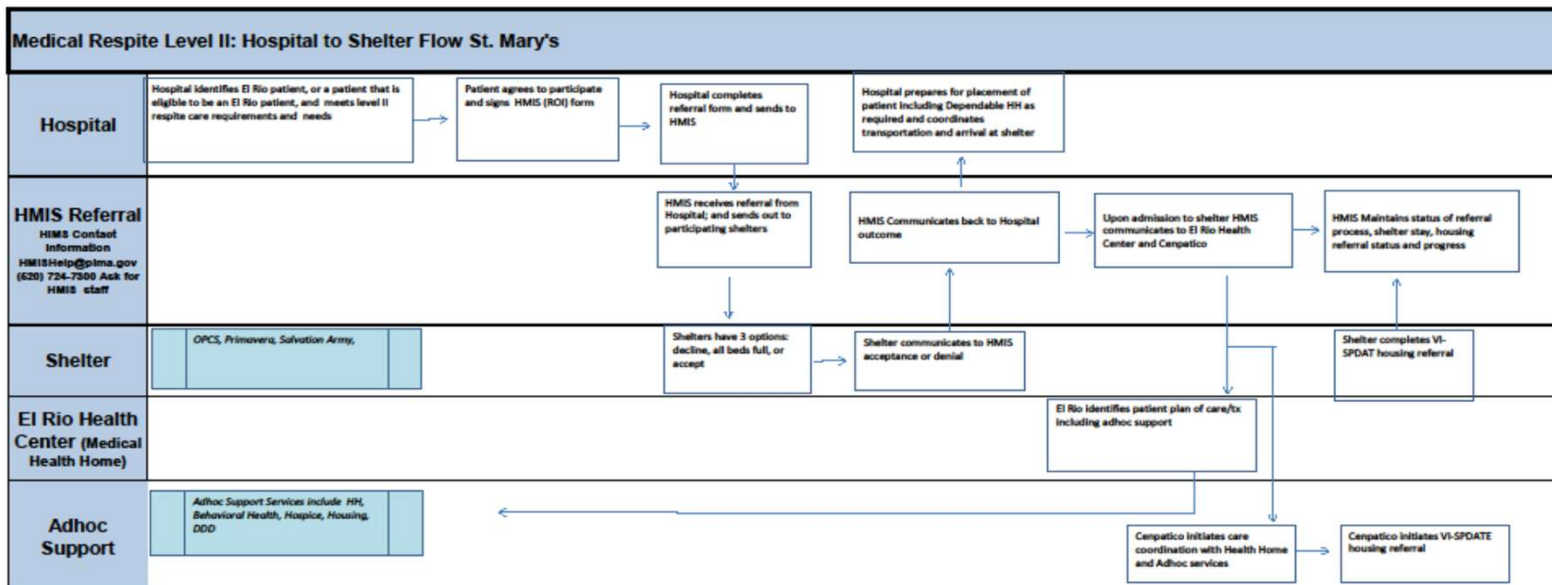 Medical Respite Level II: Hospital to Shelter Flow St. Mary's
Hospital
Hospital identifies El Rio patient, or a patient that is
eligible to be an El Rio patient, and meets level II
respite care requirements and needs
Patient agrees to participate
and signs HMIS (ROI) form
Hospital completes
referral form and sends to
HMIS
Hospital prepares for placement of
patient including Dependable HH as
required and coordinates
transportation and arrival at shelter
HMIS Referral
HIMS Contact
Information
HMISHelp@pima.gov
(520) 724-7300 Ask for
HMIS staff
HMIS receives referral from
Hospital; and sends out to
participating shelters
HMIS Communicates back to Hospital
outcome
Upon admission to shelter HMIS
communicates to El Rio Health
Center and Cenpatico
HMIS Maintains status of referral
process, shelter stay, housing
referral status and progress
Shelter
OPCS, Primavera, Salvation Army,
Shelters have 3 options:
decline, all beds full, or
accept
Shelter communicates to HMIS
acceptance or denial
Shelter completes VI-
SPDAT housing referral
El Rio Health
Center (Medical
Health Home)
El Rio identifies patient plan of care/tx
including adhoc support
Adhoc
Support
Adhoc Support Services include HH,
Behavioral Health, Hospice, Housing,
DDD
Cenpatico initiates care
coordination with Health Home
and Adhoc services
Cenpatico initiates VI-SPDATE
housing referral